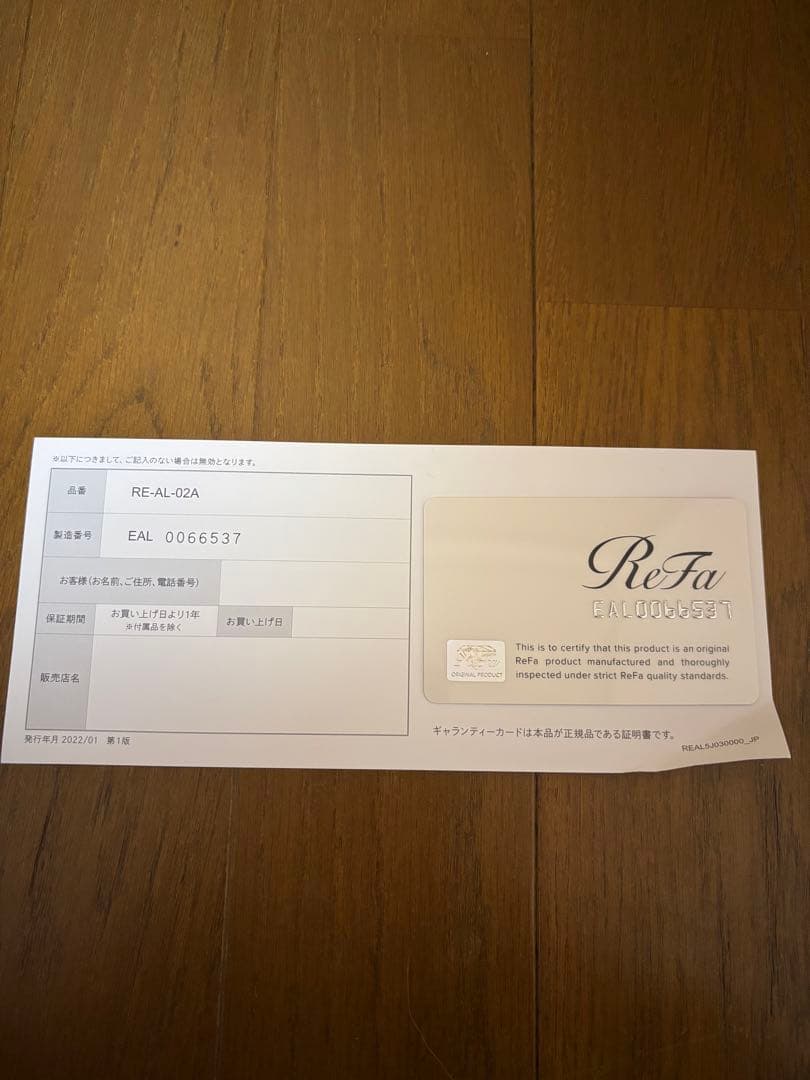 ※以下につきまして、ご記入のない場合は無効となります。
品番 RE-AL-02A
製造番号 EAL 0066537
お客様(お名前、ご住所、電話番号)
保証期間 お買い上げ日より1年 お買い上げ日
※付属品を除く
販売店名
発行年月 2022/01 第1版
ReFa
EAL0066537
ORIGINAL PRODUCT
This is to certify that this product is an original
ReFa product manufactured and thoroughly
inspected under strict ReFa quality standards.
ギャランティーカードは本品が正規品である証明書です。
REAL5J030000_JP